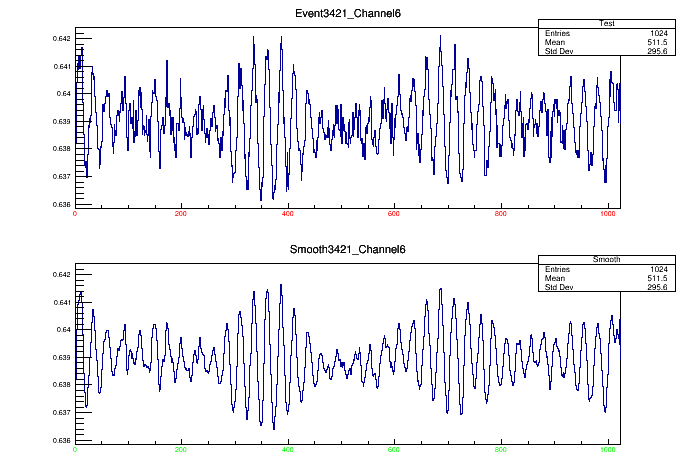 Event3421_Channel6
Test
Entries 1024
Mean 511.5
Std Dev 295.6
0.642
0.641
0.64
0.639
0.638
0.637
0.636
0 200 400 600 800 1000
Smooth3421_Channel6
Smooth
Entries 1024
Mean 511.5
Std Dev 295.6
0.642
0.641
0.64
0.639
0.638
0.637
0.636
0 200 400 600 800 1000